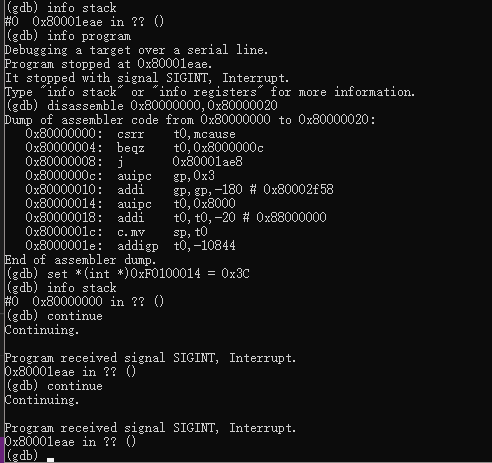 (gdb) info stack
#0  0x80001eae in ?? ()
(gdb) info program
Debugging a target over a serial line.
Program stopped at 0x80001eae.
It stopped with signal SIGINT, Interrupt.
Type "info stack" or "info registers" for more information.
(gdb) disassemble 0x80000000,0x80000020
Dump of assembler code from 0x80000000 to 0x80000020:
   0x80000000:  csrr    t0,mcause
   0x80000004:  beqz    t0,0x8000000c
   0x80000008:  j       0x80001ae8
   0x8000000c:  auipc   gp,0x3
   0x80000010:  addi    gp,gp,-180 # 0x80002f58
   0x80000014:  auipc   t0,0x8000
   0x80000018:  addi    t0,t0,-20 # 0x88000000
   0x8000001c:  c.mv    sp,t0
   0x8000001e:  addigp  t0,-10844
End of assembler dump.
(gdb) set *(int *)0xF0100014 = 0x3C
(gdb) info stack
#0  0x80000000 in ?? ()
(gdb) continue
Continuing.

Program received signal SIGINT, Interrupt.
0x80001eae in ?? ()
(gdb) continue
Continuing.

Program received signal SIGINT, Interrupt.
0x80001eae in ?? ()
(gdb)